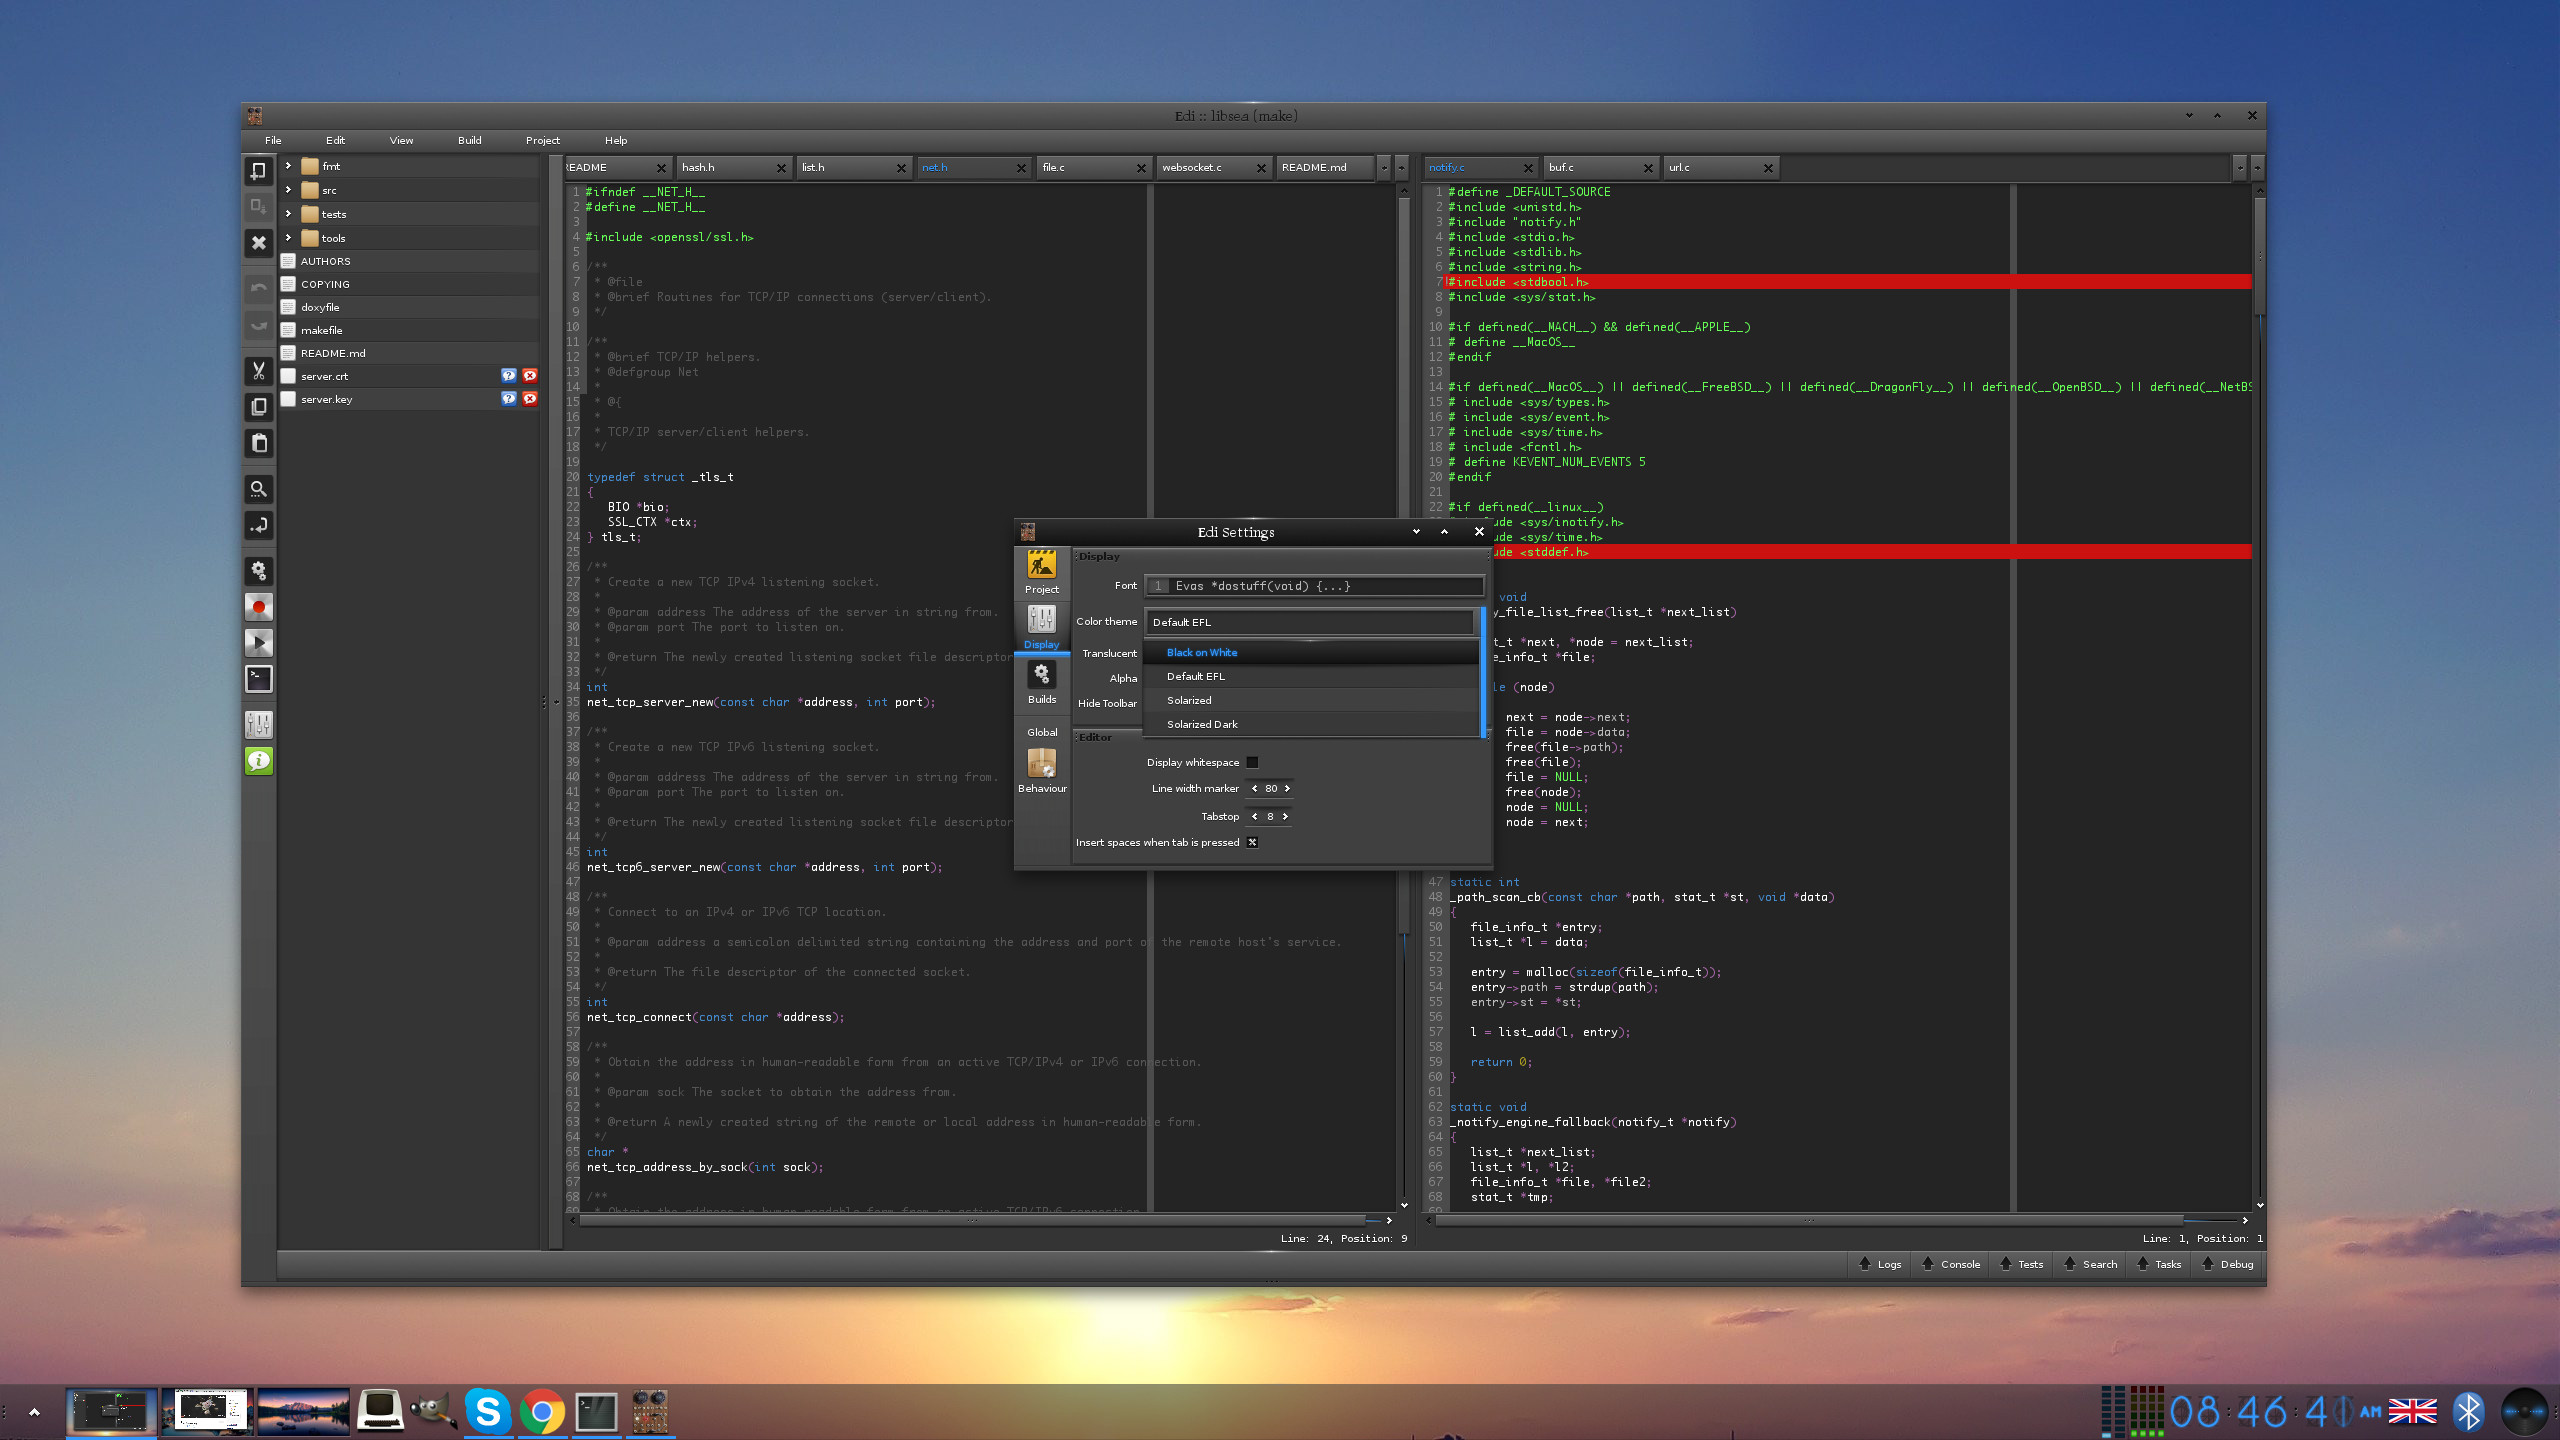 Edi :: libsea (make)
File Edit View Build Project Help
fmt
src
tests
tools
AUTHORS
COPYING
doxyfile
makefile
README.md
server.crt
server.key
README hash.h list.h net.h file.c websocket.c README.md
1 #ifndef __NET_H__
2 #define __NET_H__
3
4 #include <openssl/ssl.h>
5
6 /**
7 * @file
8 * @brief Routines for TCP/IP connections (server/client).
9 */
10
11 /**
12 * @brief TCP/IP helpers.
13 * @defgroup Net
14 *
15 * @{
16 *
17 * TCP/IP server/client helpers.
18 */
19
20 typedef struct _tls_t
21 {
22 BIO *bio;
23 SSL_CTX *ctx;
24 } tls_t;
25
26 /**
27 * Create a new TCP IPv4 listening socket.
28 *
29 * @param address The address of the server in string from.
30 * @param port The port to listen on.
31 *
32 * @return The newly created listening socket file descriptor
33 */
34 int
35 net_tcp_server_new(const char *address, int port);
36
37 /**
38 * Create a new TCP IPv6 listening socket.
39 *
40 * @param address The address of the server in string from.
41 * @param port The port to listen on.
42 *
43 * @return The newly created listening socket file descriptor
44 */
45 int
46 net_tcp6_server_new(const char *address, int port);
47
48 /**
49 * Connect to an IPv4 or IPv6 TCP location.
50 *
51 * @param address a semicolon delimited string containing the address and port of the remote host's service.
52 *
53 * @return The file descriptor of the connected socket.
54 */
55 int
56 net_tcp_connect(const char *address);
57
58 /**
59 * Obtain the address in human-readable form from an active TCP/IPv4 or IPv6 connection.
60 *
61 * @param sock The socket to obtain the address from.
62 *
63 * @return A newly created string of the remote or local address in human-readable form.
64 */
65 char *
66 net_tcp_address_by_sock(int sock);
67
68 /**
69 * Obtain the address in human-readable form from an active TCP/IPv6 connection
Line: 24, Position: 9
notify.c buf.c url.c
1 #define _DEFAULT_SOURCE
2 #include <unistd.h>
3 #include "notify.h"
4 #include <stdio.h>
5 #include <stdlib.h>
6 #include <string.h>
7 #include <stdbool.h>
8 #include <sys/stat.h>
9
10 #if defined(__MACH__) && defined(__APPLE__)
11 # define __MacOS__
12 #endif
13
14 #if defined(__MacOS__) || defined(__FreeBSD__) || defined(__DragonFly__) || defined(__OpenBSD__) || defined(__NetBS
15 # include <sys/types.h>
16 # include <sys/event.h>
17 # include <sys/time.h>
18 # include <fcntl.h>
19 # define KEVENT_NUM_EVENTS 5
20 #endif
21
22 #if defined(__linux__)
ude <sys/inotify.h>
ude <sys/time.h>
ude <stddef.h>
void
y_file_list_free(list_t *next_list)
t_t *next, *node = next_list;
e_info_t *file;
le (node)
next = node->next;
file = node->data;
free(file->path);
free(file);
file = NULL;
free(node);
node = NULL;
node = next;
47 static int
48 _path_scan_cb(const char *path, stat_t *st, void *data)
49 {
50 file_info_t *entry;
51 list_t *l = data;
52
53 entry = malloc(sizeof(file_info_t));
54 entry->path = strdup(path);
55 entry->st = *st;
56
57 l = list_add(l, entry);
58
59 return 0;
60 }
61
62 static void
63 _notify_engine_fallback(notify_t *notify)
64 {
65 list_t *next_list;
66 list_t *l, *l2;
67 file_info_t *file, *file2;
68 stat_t *tmp;
69
Line: 1, Position: 1
Edi Settings
Project
Display
Builds
Global
Behaviour
Display
Font 1 Evas *dostuff(void) {...}
Color theme Default EFL
Translucent Black on White
Default EFL
Alpha
Solarized
Hide Toolbar
Solarized Dark
Editor
Display whitespace
Line width marker 80
Tabstop 8
Insert spaces when tab is pressed
Logs Console Tests Search Tasks Debug
08:46:40 AM